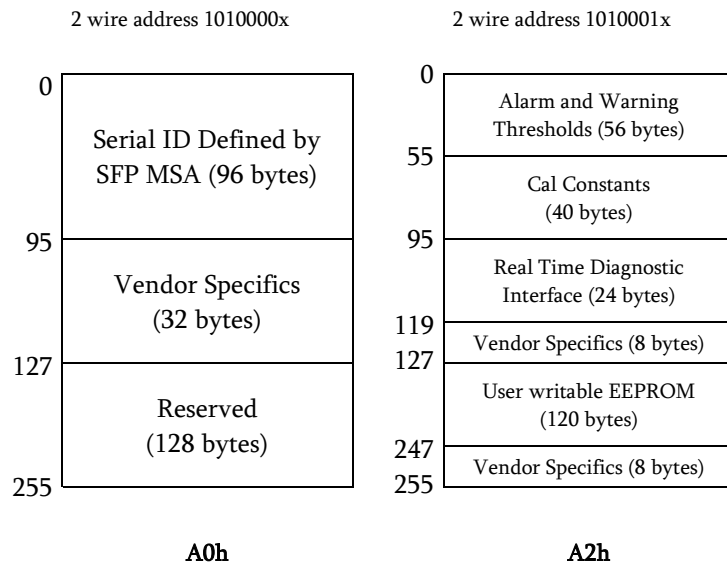 2 wire address 1010000x
0
Serial ID Defined by
SFP MSA (96 bytes)
95
Vendor Specifics
(32 bytes)
127
Reserved
(128 bytes)
255
A0h
2 wire address 1010001x
0
Alarm and Warning
Thresholds (56 bytes)
55
Cal Constants
(40 bytes)
95
Real Time Diagnostic
Interface (24 bytes)
119
Vendor Specifics (8 bytes)
127
User writable EEPROM
(120 bytes)
247
Vendor Specifics (8 bytes)
255
A2h